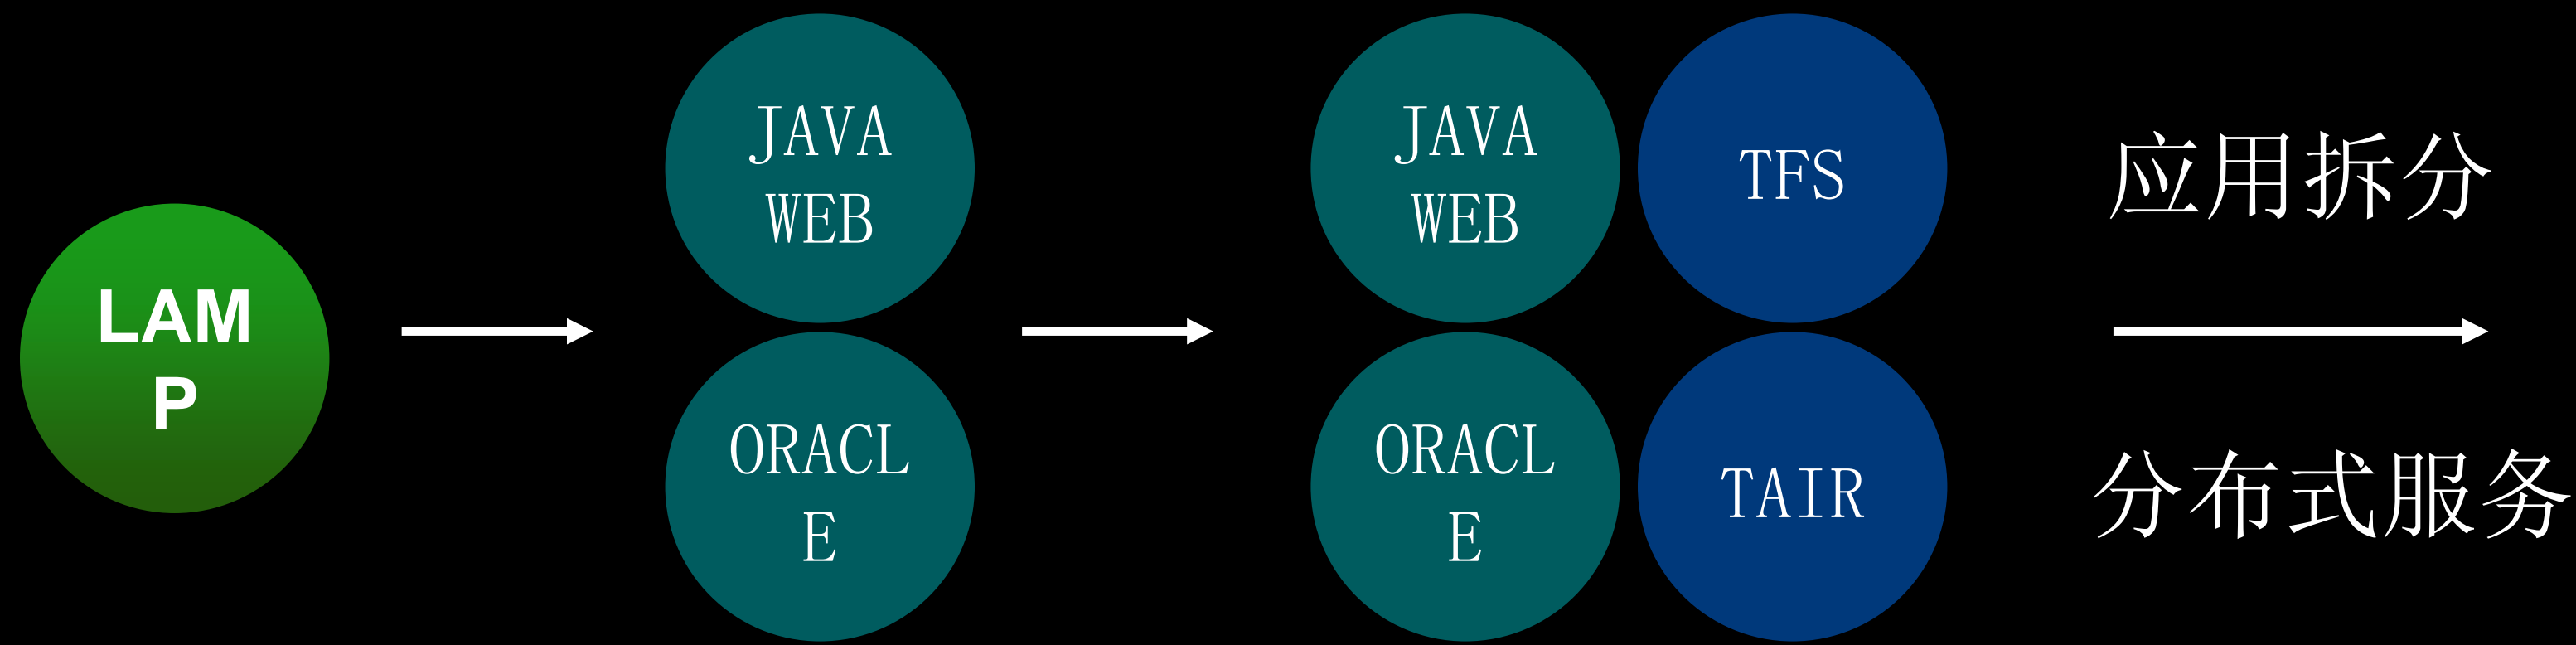 LAM
P
JAVA
WEB
ORACL
E
JAVA
WEB
ORACL
E
TFS
TAIR
应用拆分
分布式服务